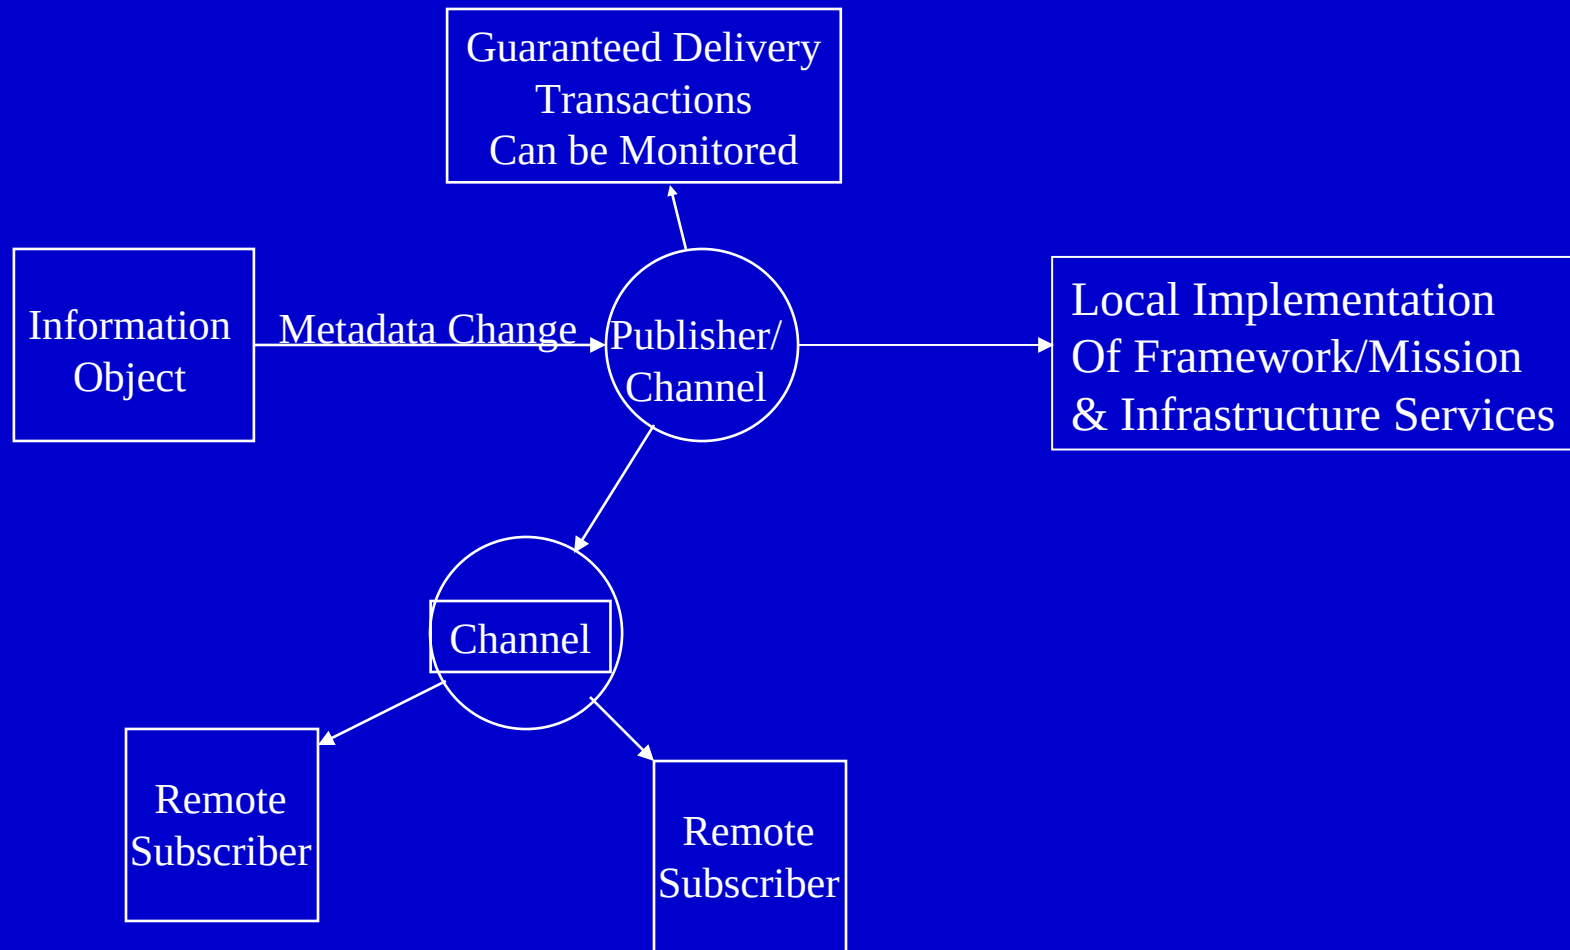 Guaranteed Delivery
Transactions
Can be Monitored
Information
Object
Metadata Change
Publisher/
Channel
Local Implementation
Of Framework/Mission
& Infrastructure Services
Channel
Remote
Subscriber
Remote
Subscriber